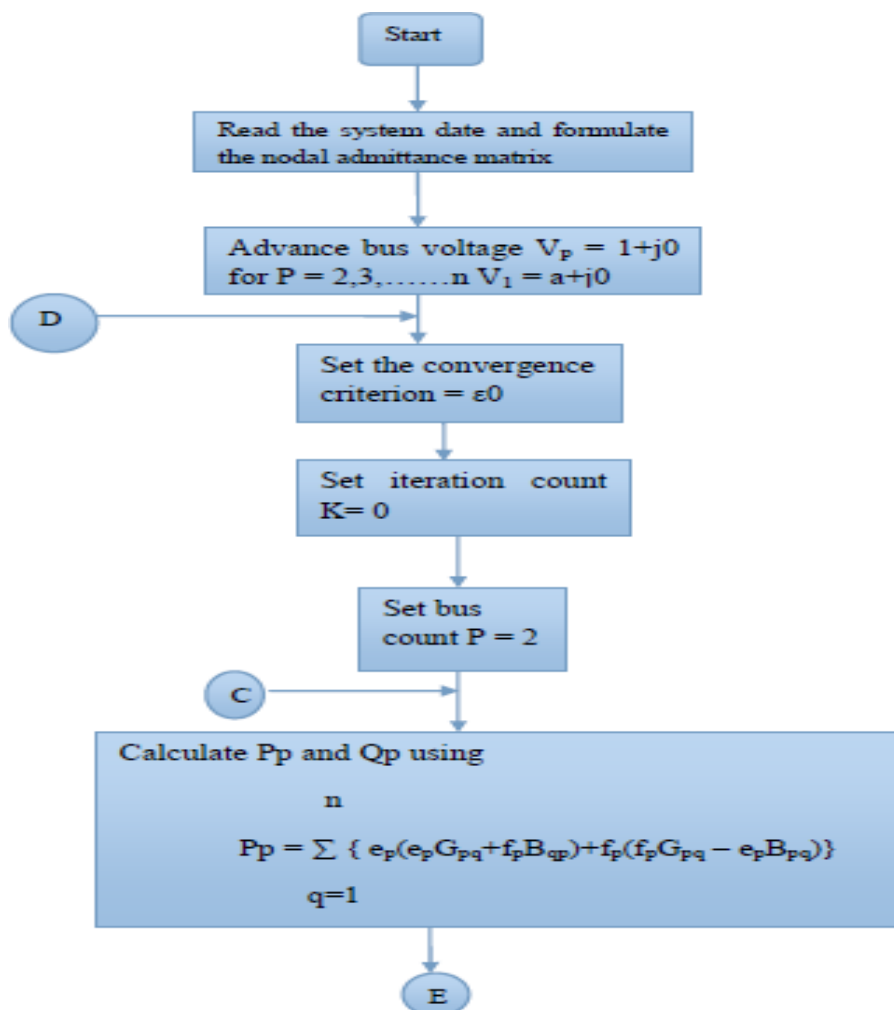 Start
Read the system date and formulate
the nodal admittance matrix
Advance bus voltage Vₚ = 1+j0
for P = 2,3,......n V₁ = a+j0
D
Set the convergence
criterion = ε0
Set iteration count
K= 0
Set bus
count P = 2
C
Calculate Pp and Qp using
n
Pp = ∑ { eₚ(eₚGₚq+fₚBqₚ)+fₚ(fₚGₚq – eₚBₚq)}
q=1
E